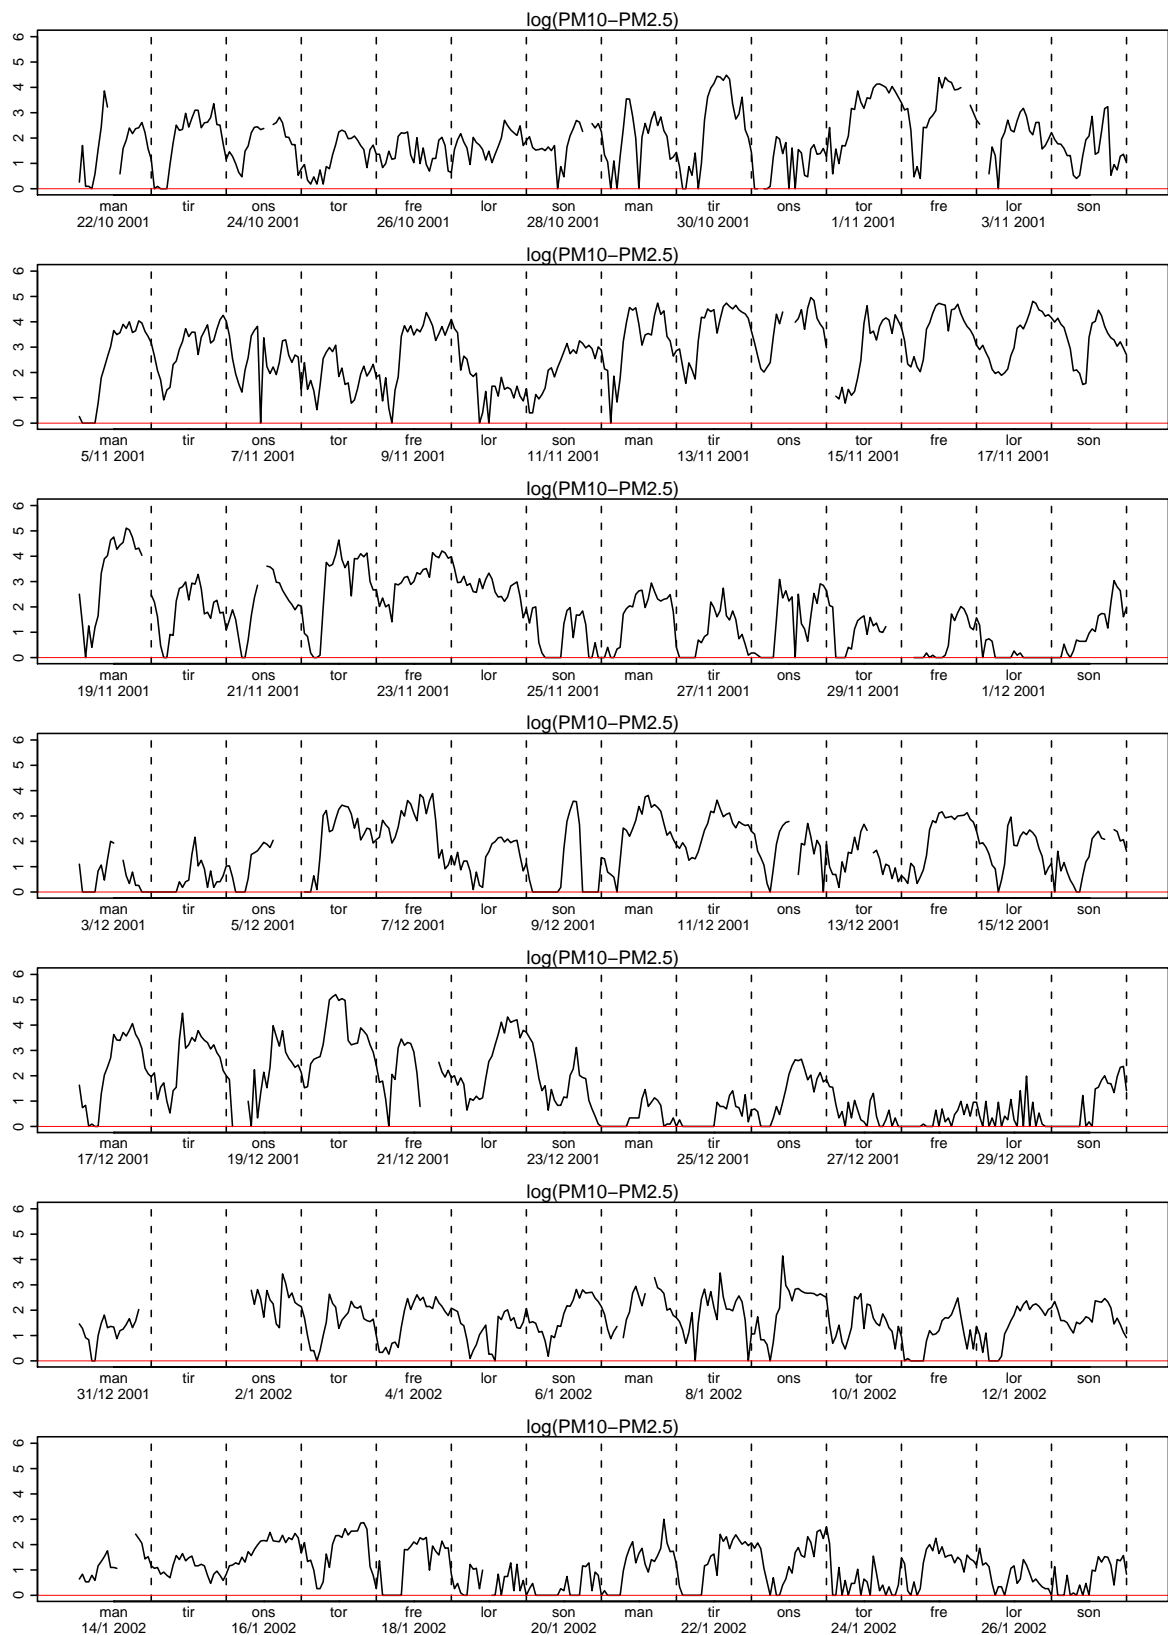 log(PM10−PM2.5)
0 1 2 3 4 5 6
man tir ons tor fre lor son man tir ons tor fre lor son
22/10 2001 24/10 2001 26/10 2001 28/10 2001 30/10 2001 1/11 2001 3/11 2001
log(PM10−PM2.5)
0 1 2 3 4 5 6
man tir ons tor fre lor son man tir ons tor fre lor son
5/11 2001 7/11 2001 9/11 2001 11/11 2001 13/11 2001 15/11 2001 17/11 2001
log(PM10−PM2.5)
0 1 2 3 4 5 6
man tir ons tor fre lor son man tir ons tor fre lor son
19/11 2001 21/11 2001 23/11 2001 25/11 2001 27/11 2001 29/11 2001 1/12 2001
log(PM10−PM2.5)
0 1 2 3 4 5 6
man tir ons tor fre lor son man tir ons tor fre lor son
3/12 2001 5/12 2001 7/12 2001 9/12 2001 11/12 2001 13/12 2001 15/12 2001
log(PM10−PM2.5)
0 1 2 3 4 5 6
man tir ons tor fre lor son man tir ons tor fre lor son
17/12 2001 19/12 2001 21/12 2001 23/12 2001 25/12 2001 27/12 2001 29/12 2001
log(PM10−PM2.5)
0 1 2 3 4 5 6
man tir ons tor fre lor son man tir ons tor fre lor son
31/12 2001 2/1 2002 4/1 2002 6/1 2002 8/1 2002 10/1 2002 12/1 2002
log(PM10−PM2.5)
0 1 2 3 4 5 6
man tir ons tor fre lor son man tir ons tor fre lor son
14/1 2002 16/1 2002 18/1 2002 20/1 2002 22/1 2002 24/1 2002 26/1 2002